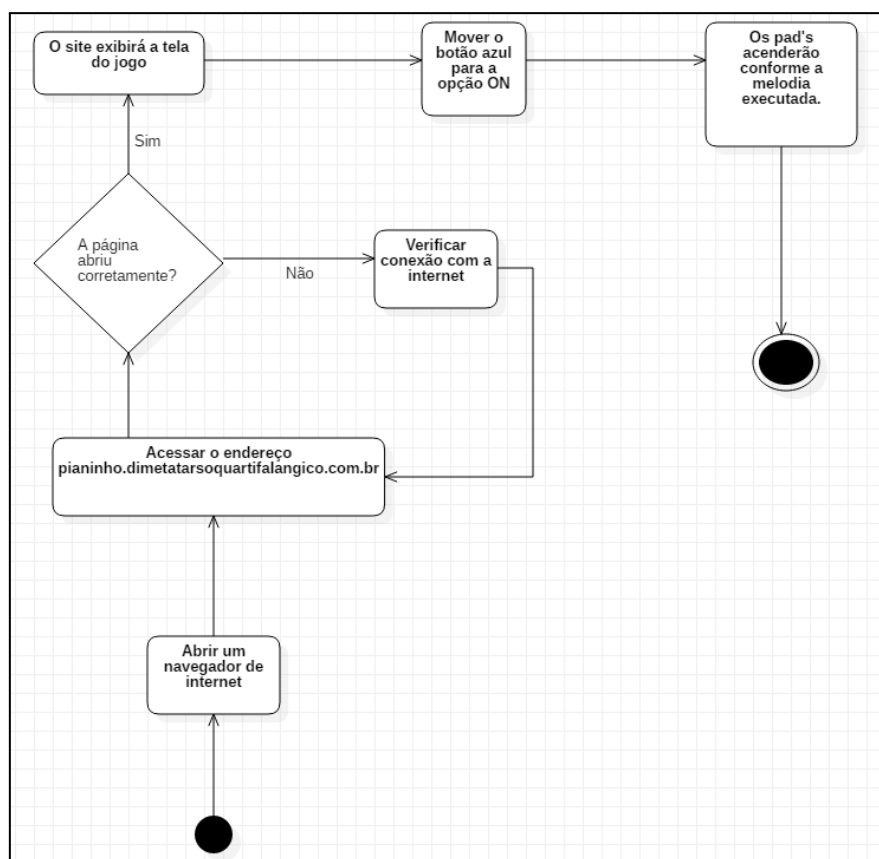 O site exibirá a tela
do jogo
Mover o
botão azul
para a
opção ON
Os pad's
acenderão
conforme a
melodia
executada.
Sim
A página
abriu
corretamente?
Não
Verificar
conexão com a
internet
Acessar o endereço
pianinho.dimetatarsoquartifalangico.com.br
Abrir um
navegador de
internet